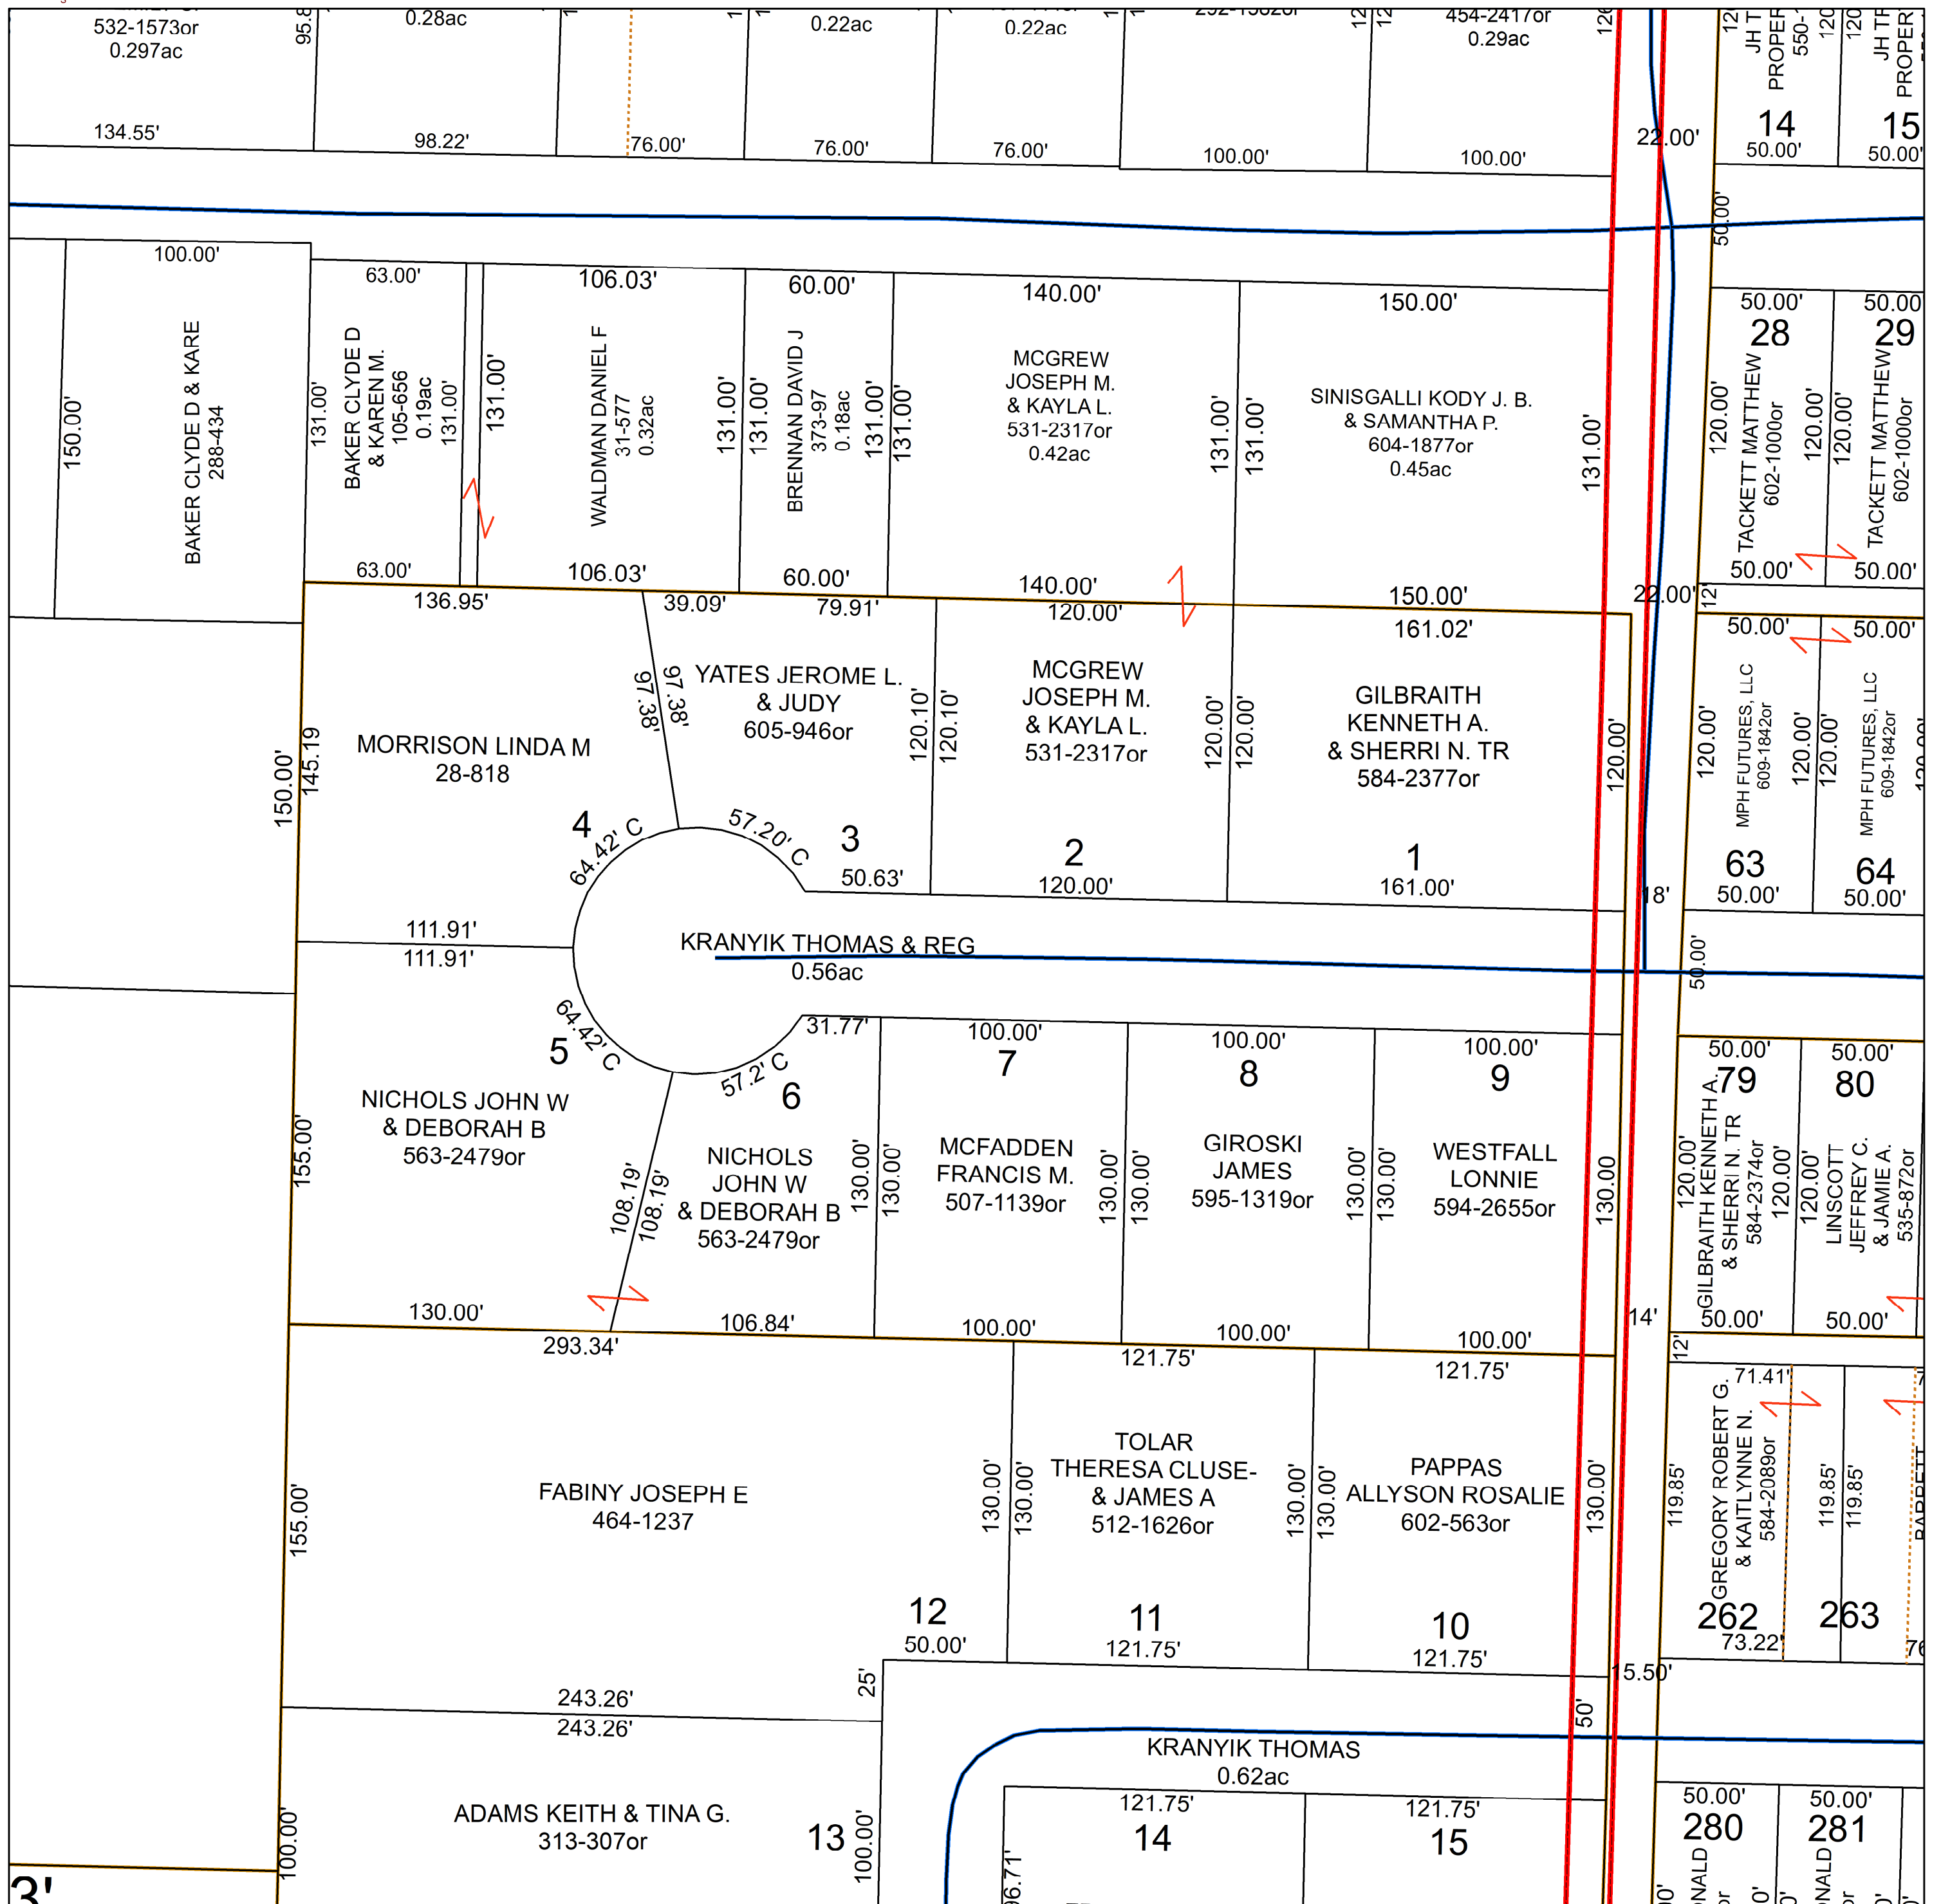 532-1573or
0.297ac
0.28ac
0.22ac
0.22ac
454-2417or
0.29ac
134.55'
98.22'
76.00'
76.00'
76.00'
100.00'
100.00'
22.00'
JH T
PROPER
550-
14
50.00'
JH TR
PROPER
15
50.00'
50.00'
100.00'
150.00'
BAKER CLYDE D & KARE
288-434
63.00'
131.00'
BAKER CLYDE D
& KAREN M.
105-656
0.19ac
131.00'
63.00'
106.03'
131.00'
WALDMAN DANIEL F
31-577
0.32ac
131.00'
106.03'
60.00'
131.00'
BRENNAN DAVID J
373-97
0.18ac
131.00'
60.00'
140.00'
131.00'
MCGREW
JOSEPH M.
& KAYLA L.
531-2317or
0.42ac
131.00'
140.00'
150.00'
131.00'
SINISGALLI KODY J. B.
& SAMANTHA P.
604-1877or
0.45ac
131.00'
150.00'
50.00'
28
120.00'
TACKETT MATTHEW
602-1000or
120.00'
50.00'
50.00'
29
120.00'
TACKETT MATTHEW
602-1000or
50.00'
22.00'
12'
136.95'
150.00'
145.19
MORRISON LINDA M
28-818
97.38'
4
64.42' C
111.91'
39.09'
79.91'
97.38'
YATES JEROME L.
& JUDY
605-946or
120.10'
57.20' C
3
50.63'
120.00'
120.10'
MCGREW
JOSEPH M.
& KAYLA L.
531-2317or
120.00'
2
120.00'
161.02'
120.00'
GILBRAITH
KENNETH A.
& SHERRI N. TR
584-2377or
120.00'
1
161.00'
18'
50.00'
120.00'
MPH FUTURES, LLC
609-1842or
120.00'
63
50.00'
50.00'
120.00'
MPH FUTURES, LLC
609-1842or
64
50.00'
KRANYIK THOMAS & REG
0.56ac
50.00'
111.91'
64.42' C
5
155.00'
NICHOLS JOHN W
& DEBORAH B
563-2479or
108.19'
130.00'
31.77'
57.2' C
6
108.19'
NICHOLS
JOHN W
& DEBORAH B
563-2479or
130.00'
106.84'
100.00'
7
130.00'
MCFADDEN
FRANCIS M.
507-1139or
130.00'
100.00'
100.00'
8
130.00'
GIROSKI
JAMES
595-1319or
130.00'
100.00'
100.00'
9
130.00'
WESTFALL
LONNIE
594-2655or
130.00
100.00'
14'
50.00'
79
120.00'
GILBRAITH KENNETH A.
& SHERRI N. TR
584-2374or
120.00'
50.00'
50.00'
80
120.00'
LINSCOTT
JEFFREY C.
& JAMIE A.
535-872or
50.00'
12'
293.34'
155.00'
FABINY JOSEPH E
464-1237
130.00'
12
50.00'
25'
243.26'
121.75'
130.00'
TOLAR
THERESA CLUSE-
& JAMES A
512-1626or
130.00'
11
121.75'
121.75'
130.00'
PAPPAS
ALLYSON ROSALIE
602-563or
130.00'
10
121.75'
15.50'
50'
71.41'
119.85'
GREGORY ROBERT G.
& KAITLYNNE N.
584-2089or
119.85'
262
73.22'
119.85'
263
243.26'
100.00'
ADAMS KEITH & TINA G.
313-307or
13
100.00'
KRANYIK THOMAS
0.62ac
121.75'
14
121.75'
15
50.00'
280
50.00'
281
3'